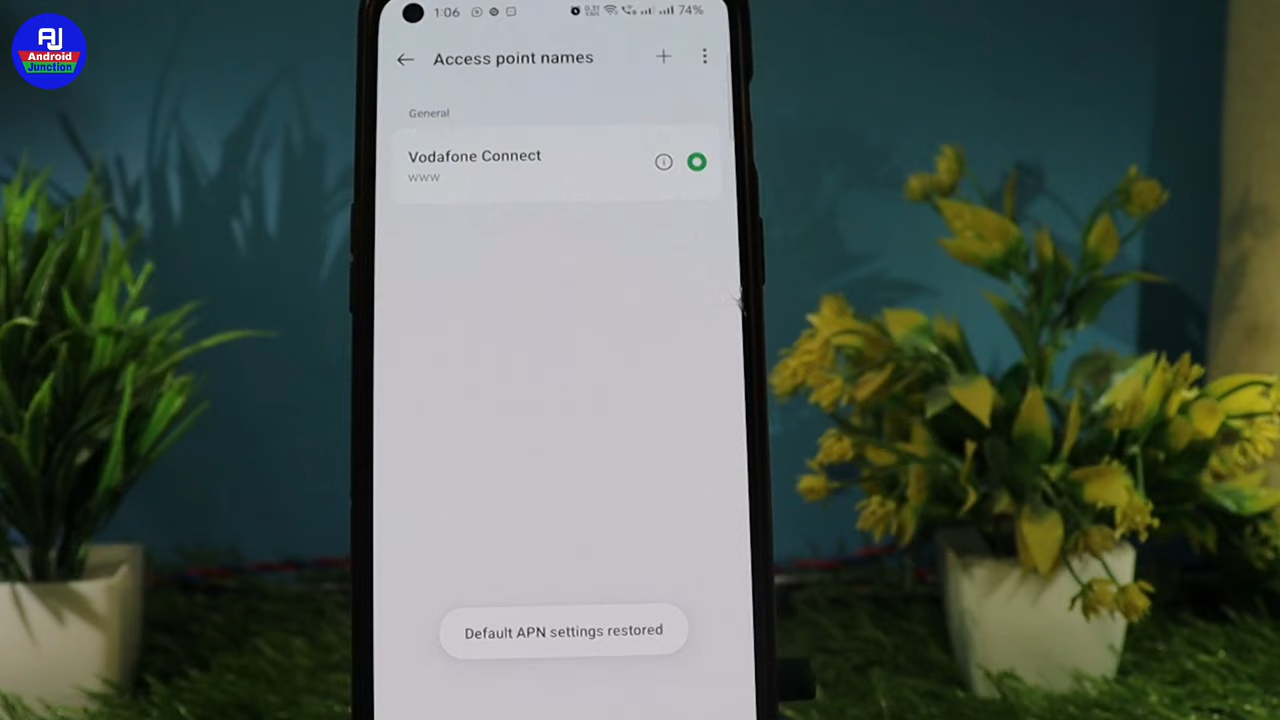 AJ
Android
Junction
1:06
74%
Access point names
General
Vodafone Connect
www
Default APN settings restored